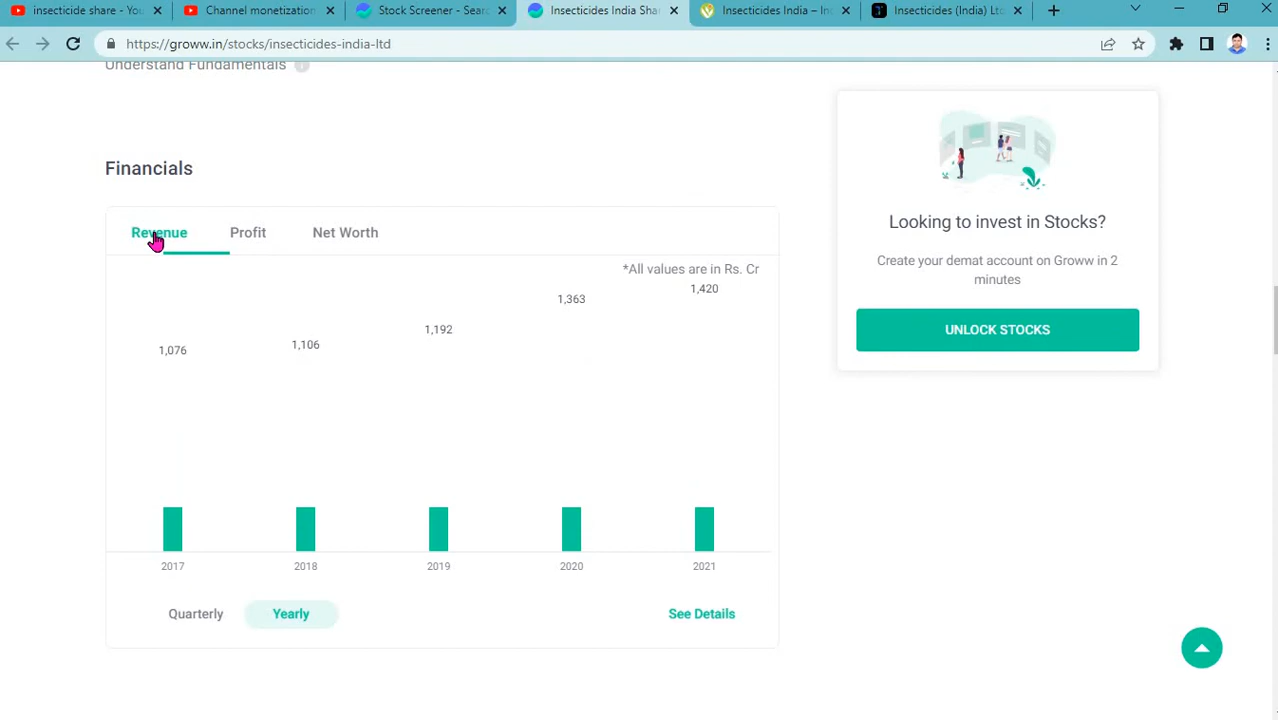 insecticide share - You
Channel monetization
Stock Screener - Sear
Insecticides India Sha
Insecticides India – In
Insecticides (India) Lt
https://groww.in/stocks/insecticides-india-ltd
Understand Fundamentals
Financials
Revenue Profit Net Worth
*All values are in Rs. Cr
1,076 1,106 1,192 1,363 1,420
2017 2018 2019 2020 2021
Quarterly Yearly See Details
Looking to invest in Stocks?
Create your demat account on Groww in 2
minutes
UNLOCK STOCKS